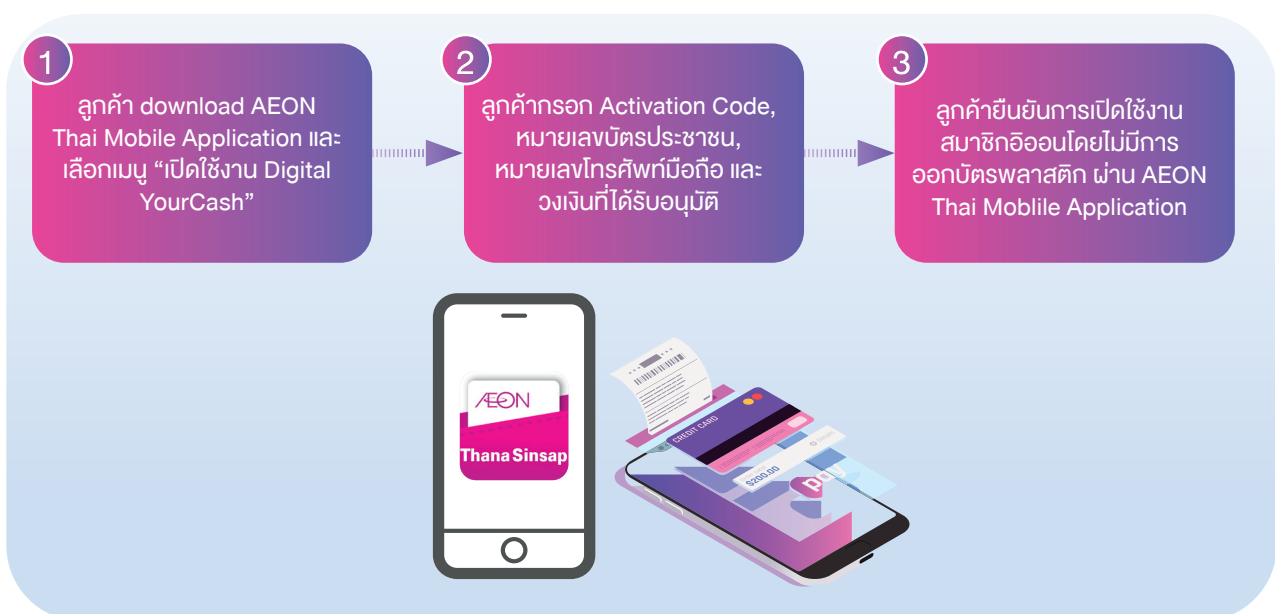 1
ลูกค้า download AEON
Thai Mobile Application และ
เลือกเมนู “เปิดใช้งาน Digital
YourCash”
2
ลูกค้ากรอก Activation Code,
หมายเลขบัตรประชาชน,
หมายเลขโทรศัพท์มือถือ และ
วงเงินที่ได้รับอนุมัติ
3
ลูกค้ายืนยันการเปิดใช้งาน
สมาชิกอิออนโดยไม่มีการ
ออกบัตรพลาสติก ผ่าน AEON
Thai Moblile Application
AEON
Thana Sinsap
CREDIT CARD
$200.00
pay